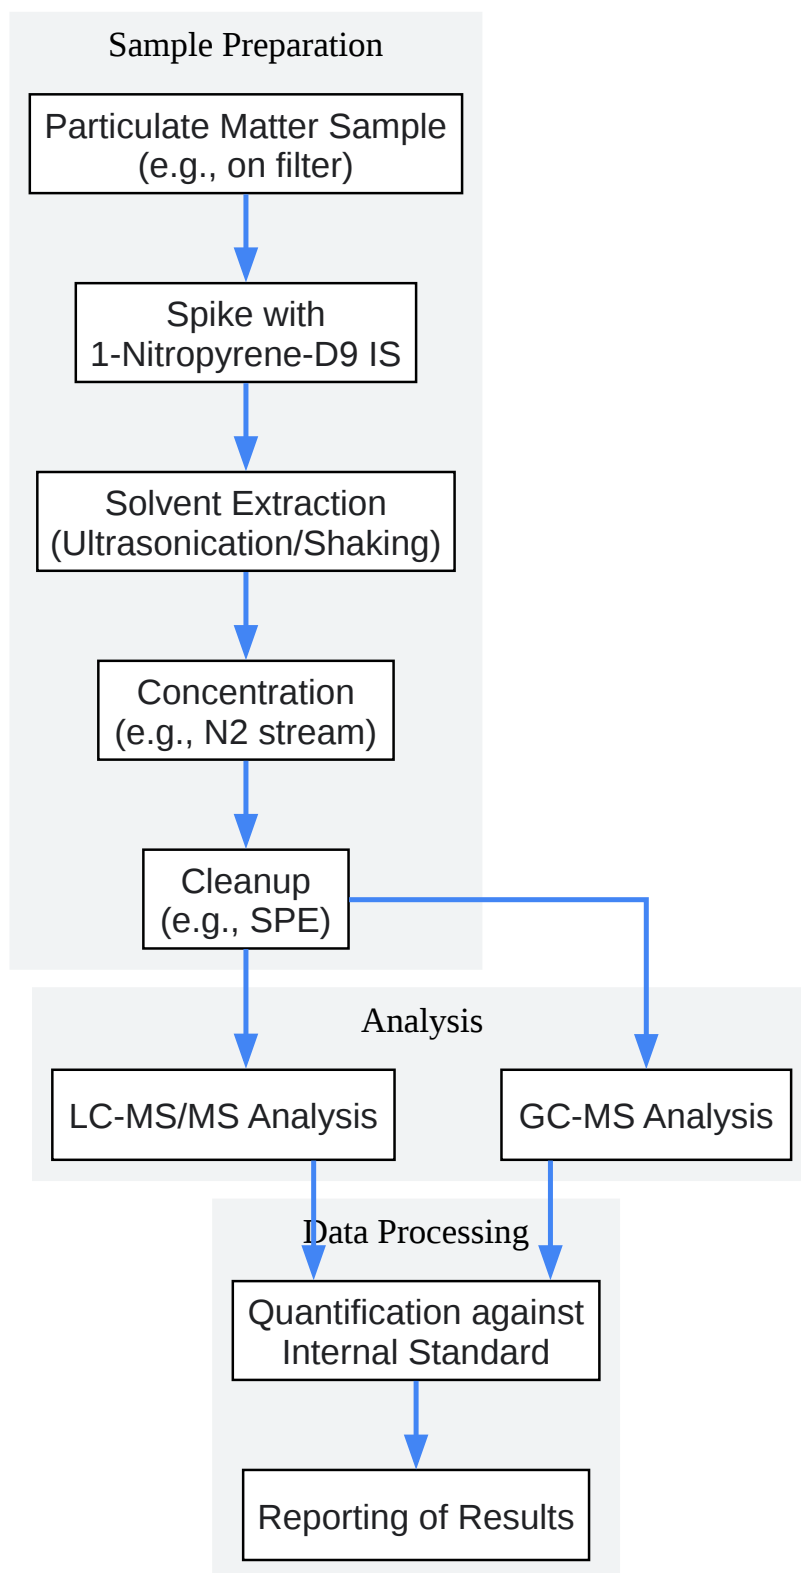 Sample Preparation
Particulate Matter Sample
(e.g., on filter)
Spike with
1-Nitropyrene-D9 IS
Solvent Extraction
(Ultrasonication/Shaking)
Concentration
(e.g., N2 stream)
Cleanup
(e.g., SPE)
Analysis
LC-MS/MS Analysis
GC-MS Analysis
Data Processing
Quantification against
Internal Standard
Reporting of Results